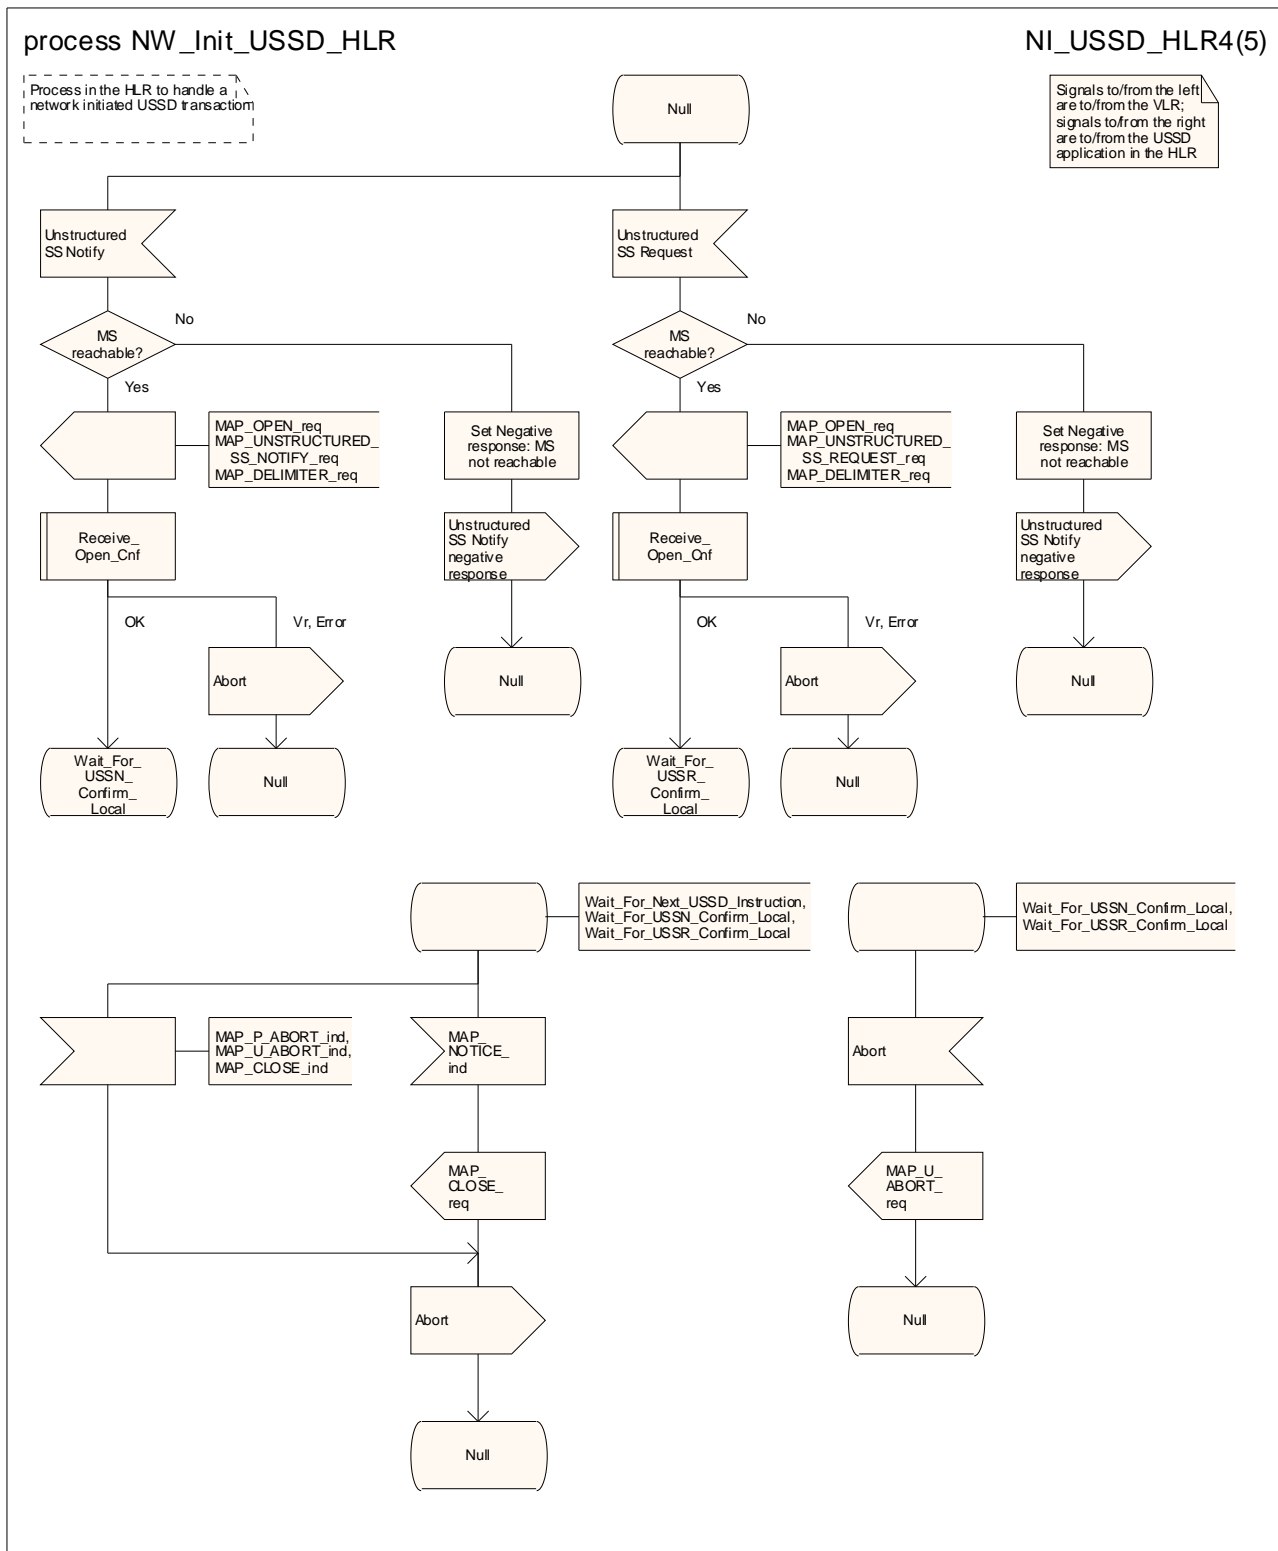 process NW_Init_USSD_HLR
NI_USSD_HLR4(5)
Process in the HLR to handle a
network initiated USSD transaction
Null
Signals to/from the left
are to/from the VLR;
signals to/from the right
are to/from the USSD
application in the HLR
Unstructured
SS Notify
Unstructured
SS Request
MS
reachable?
No
Yes
MS
reachable?
No
Yes
MAP_OPEN_req
MAP_UNSTRUCTURED_
SS_NOTIFY_req
MAP_DELIMITER_req
Set Negative
response: MS
not reachable
MAP_OPEN_req
MAP_UNSTRUCTURED_
SS_REQUEST_req
MAP_DELIMITER_req
Set Negative
response: MS
not reachable
Receive_
Open_Cnf
Unstructured
SS Notify
negative
response
Receive_
Open_Cnf
Unstructured
SS Notify
negative
response
OK
Vr, Error
OK
Vr, Error
Abort
Null
Abort
Null
Wait_For_
USSN_
Confirm_
Local
Null
Wait_For_
USSR_
Confirm_
Local
Null
Wait_For_Next_USSD_Instruction,
Wait_For_USSN_Confirm_Local,
Wait_For_USSR_Confirm_Local
Wait_For_USSN_Confirm_Local,
Wait_For_USSR_Confirm_Local
MAP_P_ABORT_ind,
MAP_U_ABORT_ind,
MAP_CLOSE_ind
MAP_
NOTICE_
ind
Abort
MAP_
CLOSE_
req
MAP_U_
ABORT_
req
Abort
Null
Null